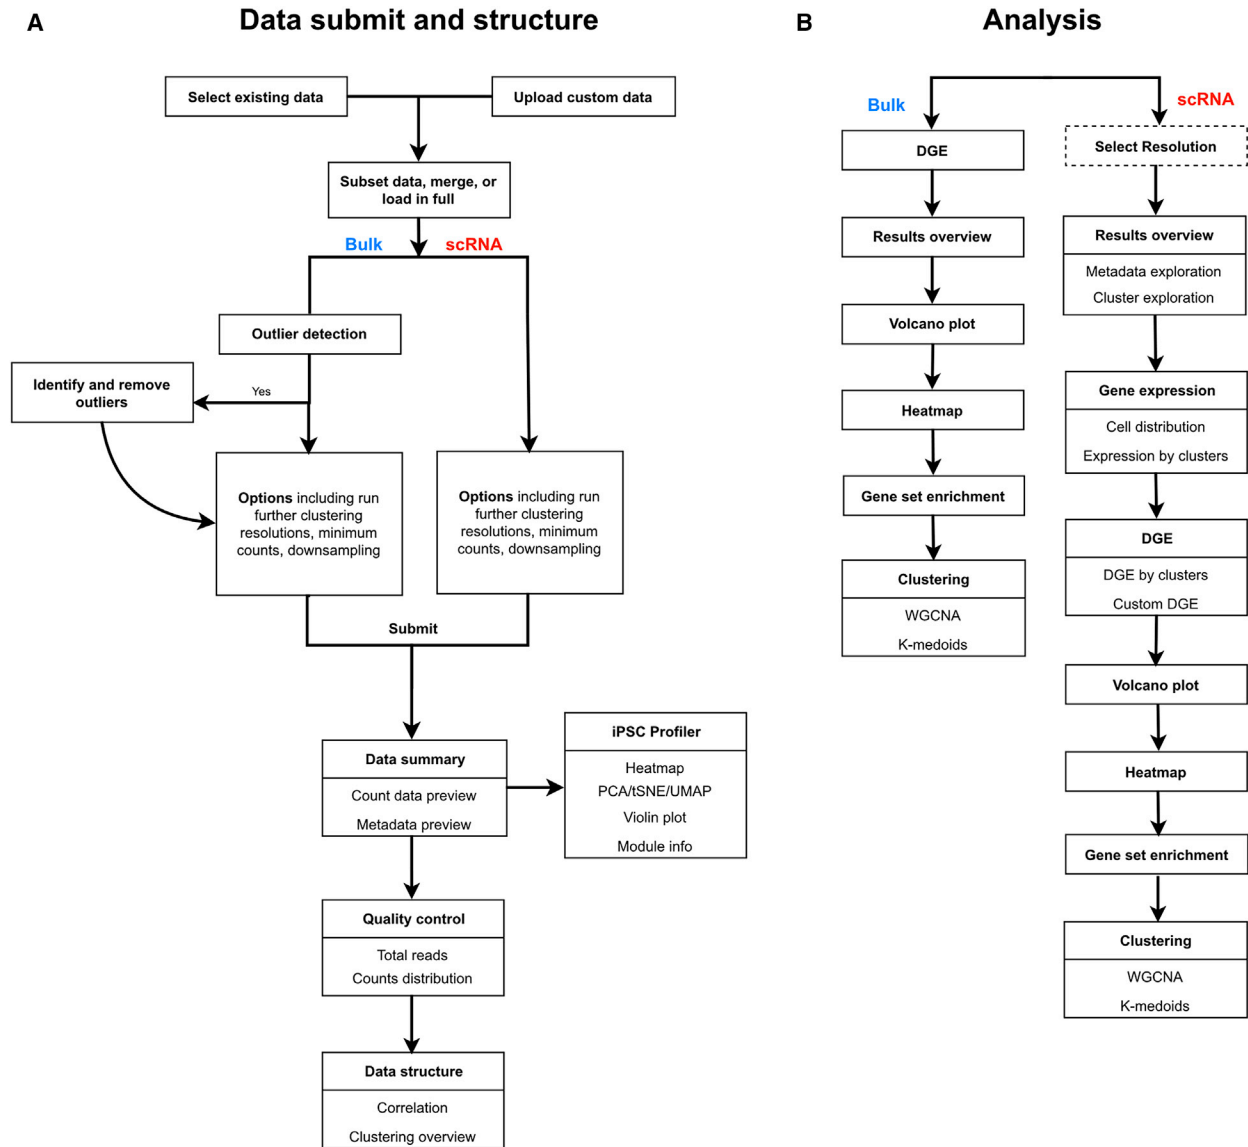 A
Data submit and structure
Select existing data
Upload custom data
Subset data, merge, or
load in full
Bulk
scRNA
Outlier detection
Identify and remove
outliers
Yes
Options including run
further clustering
resolutions, minimum
counts, downsampling
Options including run
further clustering
resolutions, minimum
counts, downsampling
Submit
Data summary
Count data preview
Metadata preview
iPSC Profiler
Heatmap
PCA/tSNE/UMAP
Violin plot
Module info
Quality control
Total reads
Counts distribution
Data structure
Correlation
Clustering overview
B
Analysis
Bulk
scRNA
DGE
Results overview
Volcano plot
Heatmap
Gene set enrichment
Clustering
WGCNA
K-medoids
Select Resolution
Results overview
Metadata exploration
Cluster exploration
Gene expression
Cell distribution
Expression by clusters
DGE
DGE by clusters
Custom DGE
Volcano plot
Heatmap
Gene set enrichment
Clustering
WGCNA
K-medoids